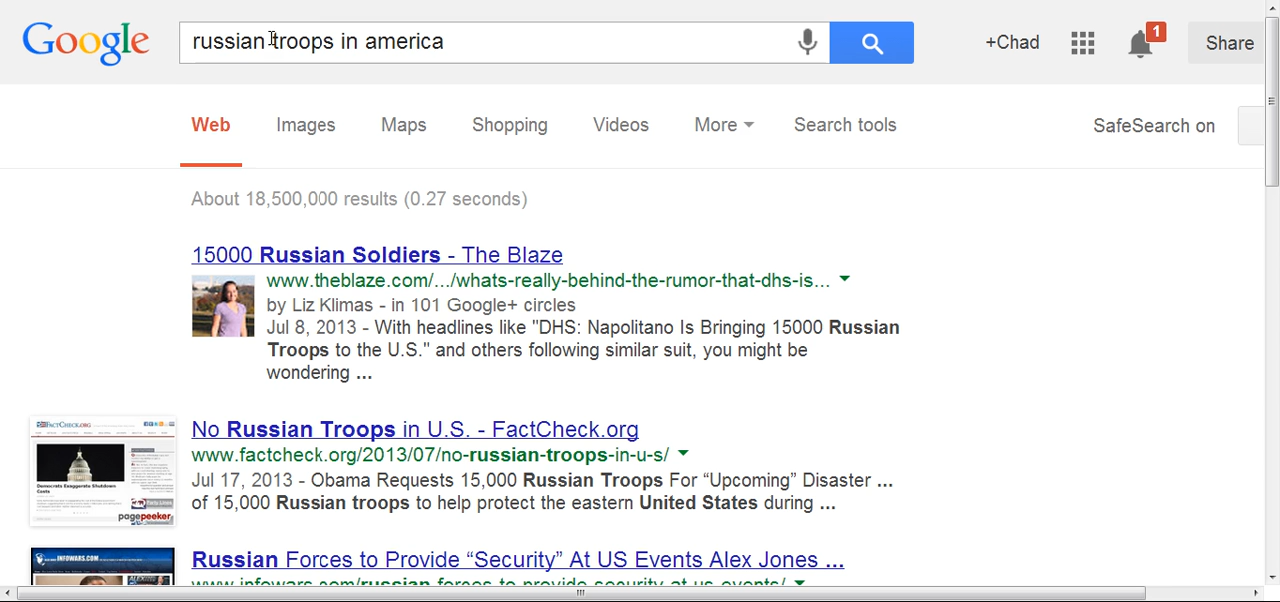 Google
russian troops in america
+Chad
1
Share
Web Images Maps Shopping Videos More Search tools
SafeSearch on
About 18,500,000 results (0.27 seconds)
15000 Russian Soldiers - The Blaze
www.theblaze.com/.../whats-really-behind-the-rumor-that-dhs-is...
by Liz Klimas - in 101 Google+ circles
Jul 8, 2013 - With headlines like "DHS: Napolitano Is Bringing 15000 Russian
Troops to the U.S." and others following similar suit, you might be
wondering ...
FACTCHECK.ORG
Democrats Exaggerate Shutdown
Costs
pagepeeker
No Russian Troops in U.S. - FactCheck.org
www.factcheck.org/2013/07/no-russian-troops-in-u-s/
Jul 17, 2013 - Obama Requests 15,000 Russian Troops For “Upcoming” Disaster ...
of 15,000 Russian troops to help protect the eastern United States during ...
INFOWARS.COM
Russian Forces to Provide “Security” At US Events Alex Jones ...
www.infowars.com/russian-forces-to-provide-security-at-us-events/